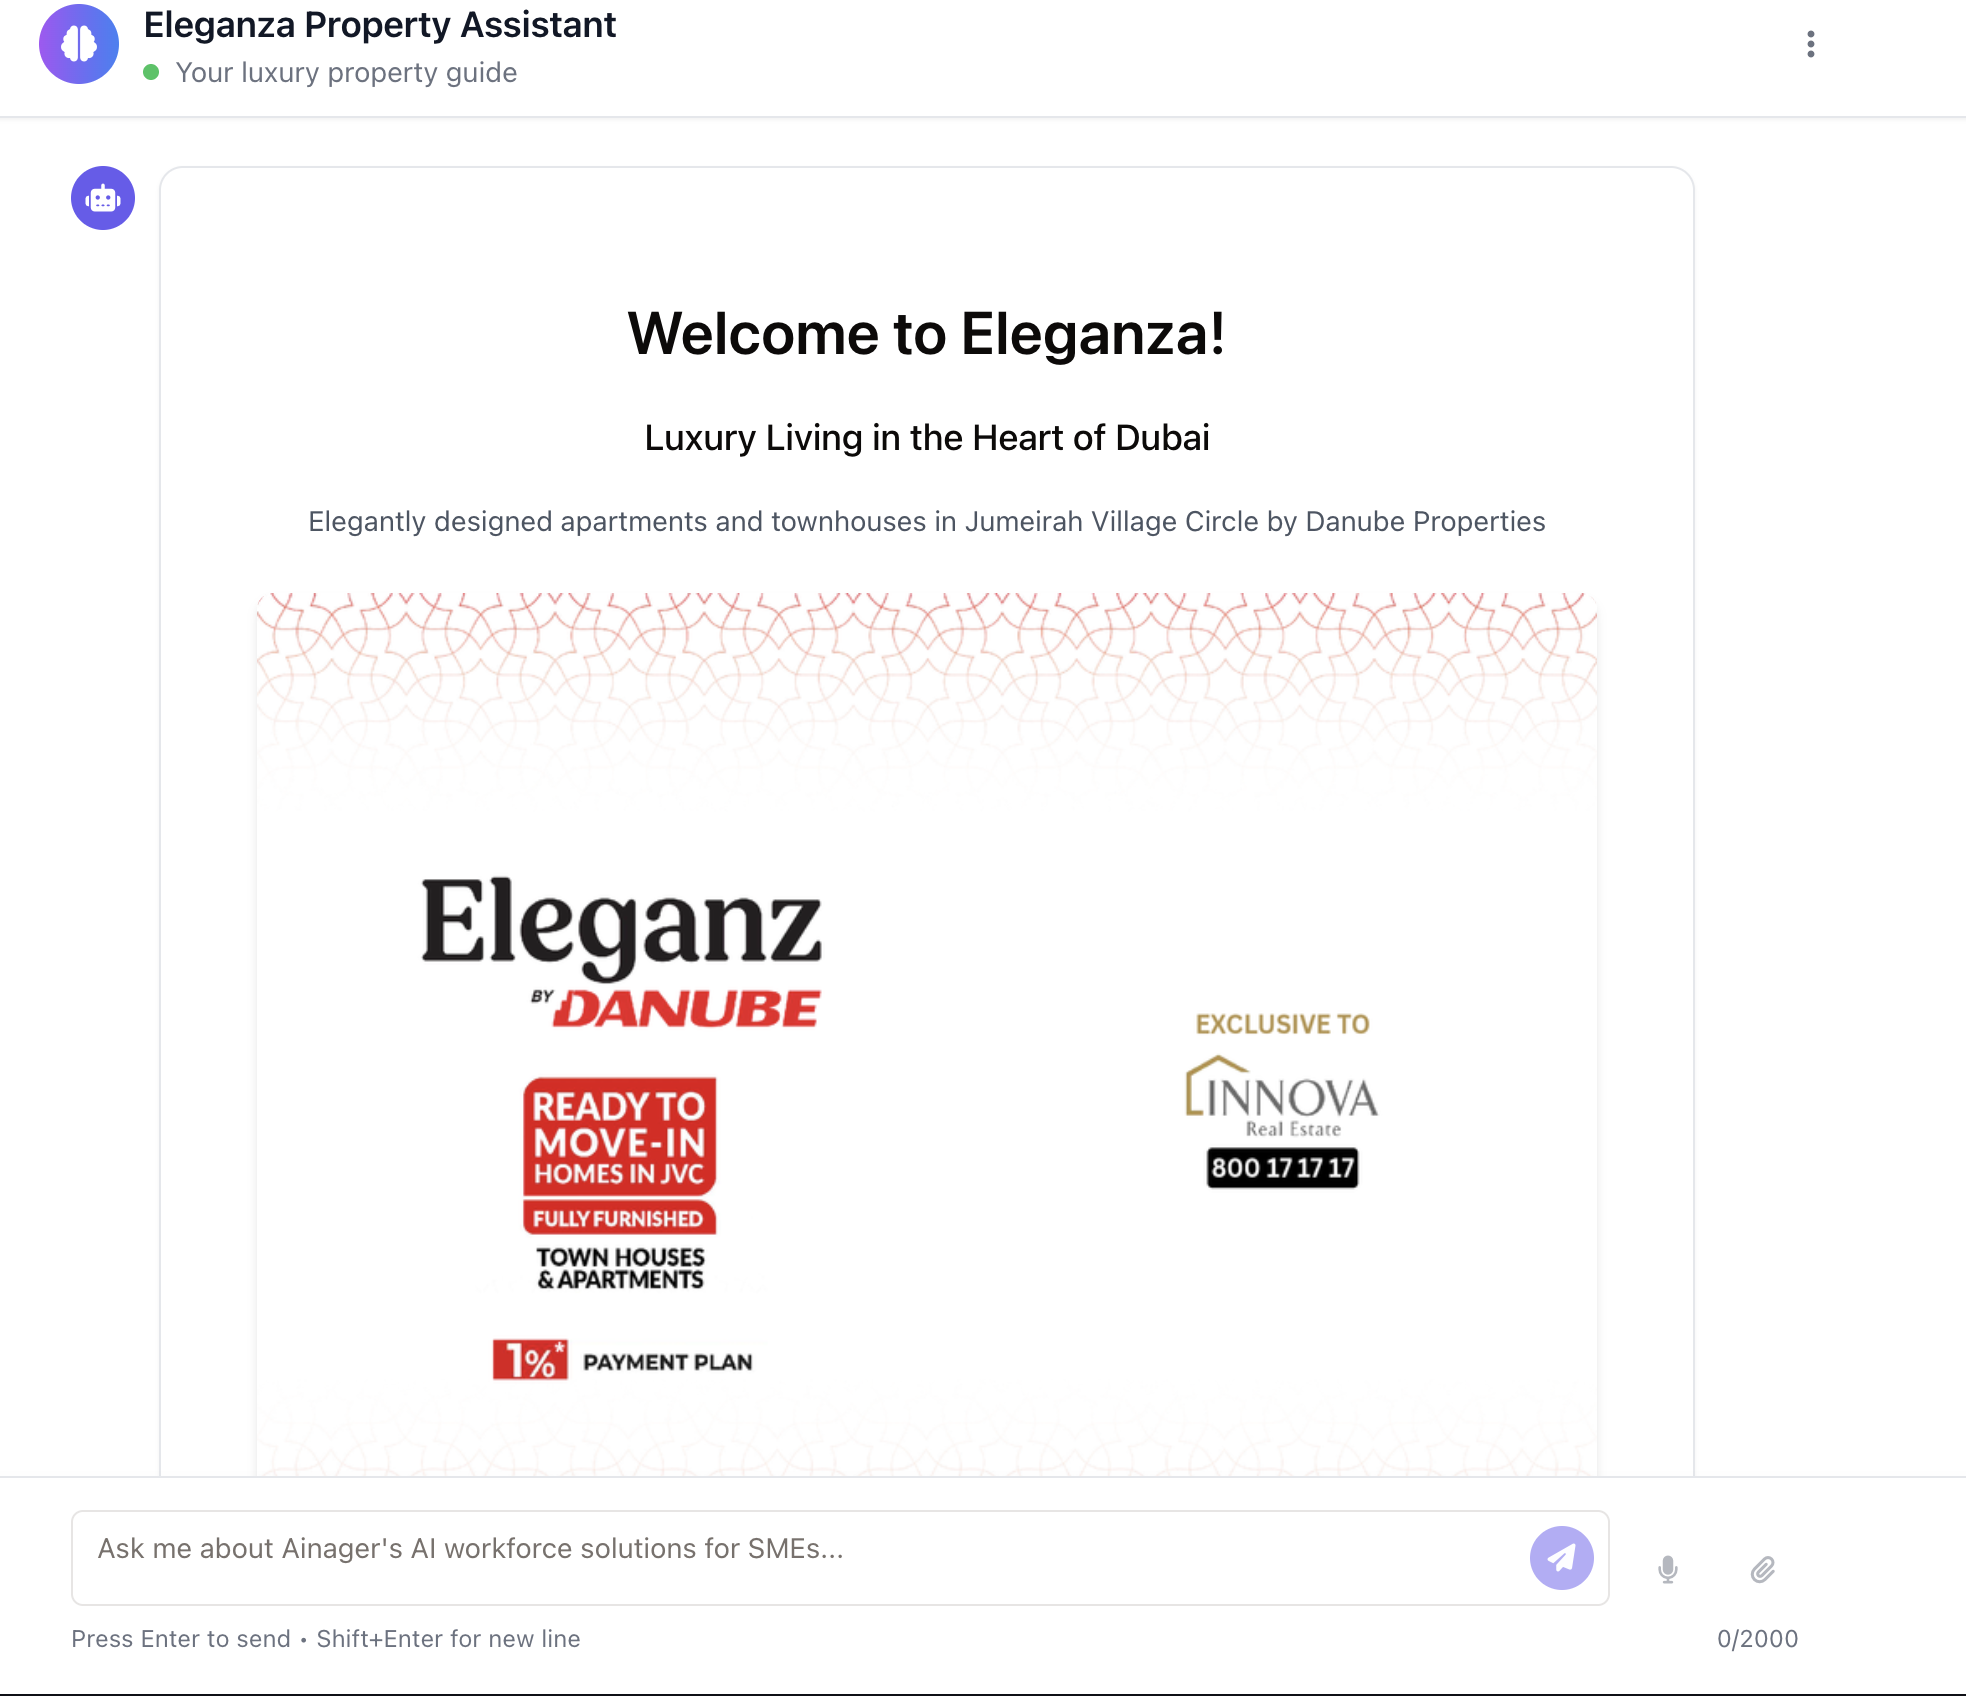 Eleganza Property Assistant
Your luxury property guide
Welcome to Eleganza!
Luxury Living in the Heart of Dubai
Elegantly designed apartments and townhouses in Jumeirah Village Circle by Danube Properties
Eleganz
BY DANUBE
READY TO
MOVE-IN
HOMES IN JVC
FULLY FURNISHED
TOWN HOUSES
& APARTMENTS
1%* PAYMENT PLAN
EXCLUSIVE TO
INNOVA
Real Estate
800 17 17 17
Ask me about Ainager's AI workforce solutions for SMEs...
Press Enter to send • Shift+Enter for new line
0/2000